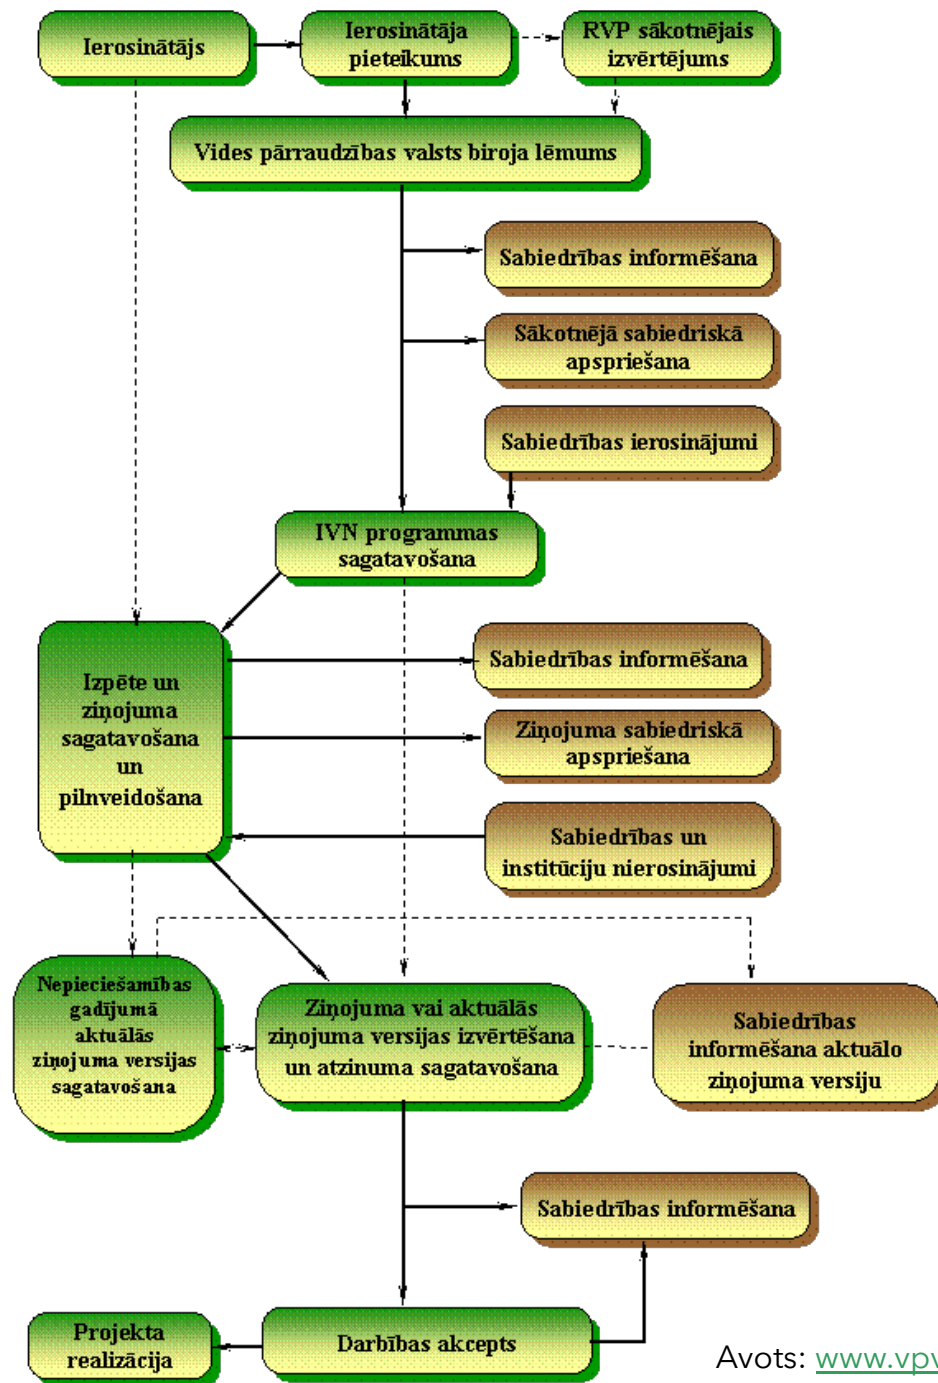 Ierosinātājs
Ierosinātāja
pieteikums
RVP sākotnējais
izvērtējums
Vides pārraudzības valsts biroja lēmums
Sabiedrības informēšana
Sākotnējā sabiedriskā
apspriešana
Sabiedrības ierosinājumi
IVN programmas
sagatavošana
Izpēte un
ziņojuma
sagatavošana
un
pilnveidošana
Sabiedrības informēšana
Ziņojuma sabiedriskā
apspriešana
Sabiedrības un
institūciju nierosinājumi
Nepieciešamības
gadījumā
aktuālās
ziņojuma versijas
sagatavošana
Ziņojuma vai aktuālās
ziņojuma versijas izvērtēšana
un atzinuma sagatavošana
Sabiedrības
informēšana aktuālo
ziņojuma versiju
Sabiedrības informēšana
Projekta
realizācija
Darbības akcepts
Avots: